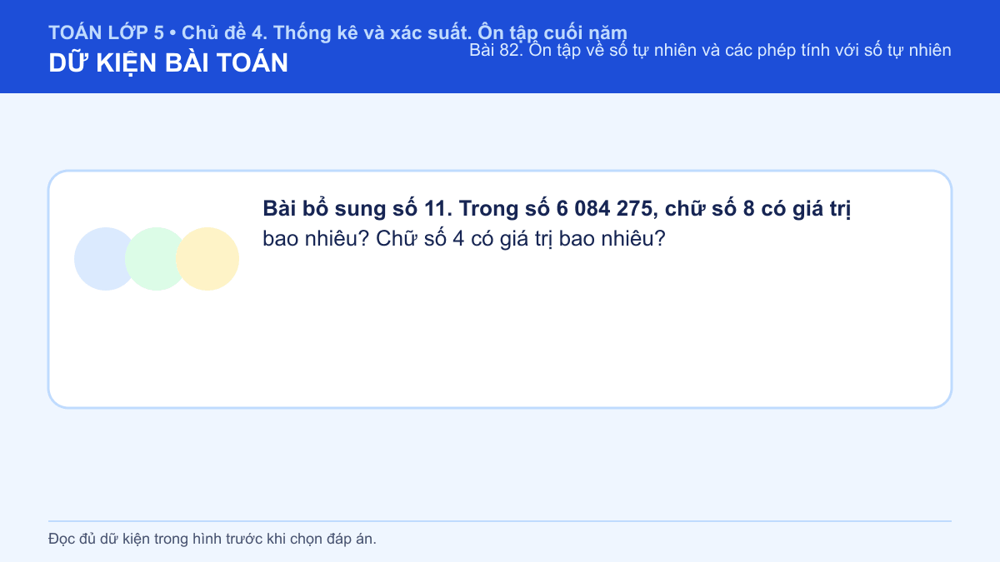 TOÁN LỚP 5 • Chủ đề 4. Thống kê và xác suất. Ôn tập cuối năm
DỮ KIỆN BÀI TOÁN
Bài 82. Ôn tập về số tự nhiên và các phép tính với số tự nhiên
Bài bổ sung số 11. Trong số 6 084 275, chữ số 8 có giá trị
bao nhiêu? Chữ số 4 có giá trị bao nhiêu?
Đọc đủ dữ kiện trong hình trước khi chọn đáp án.